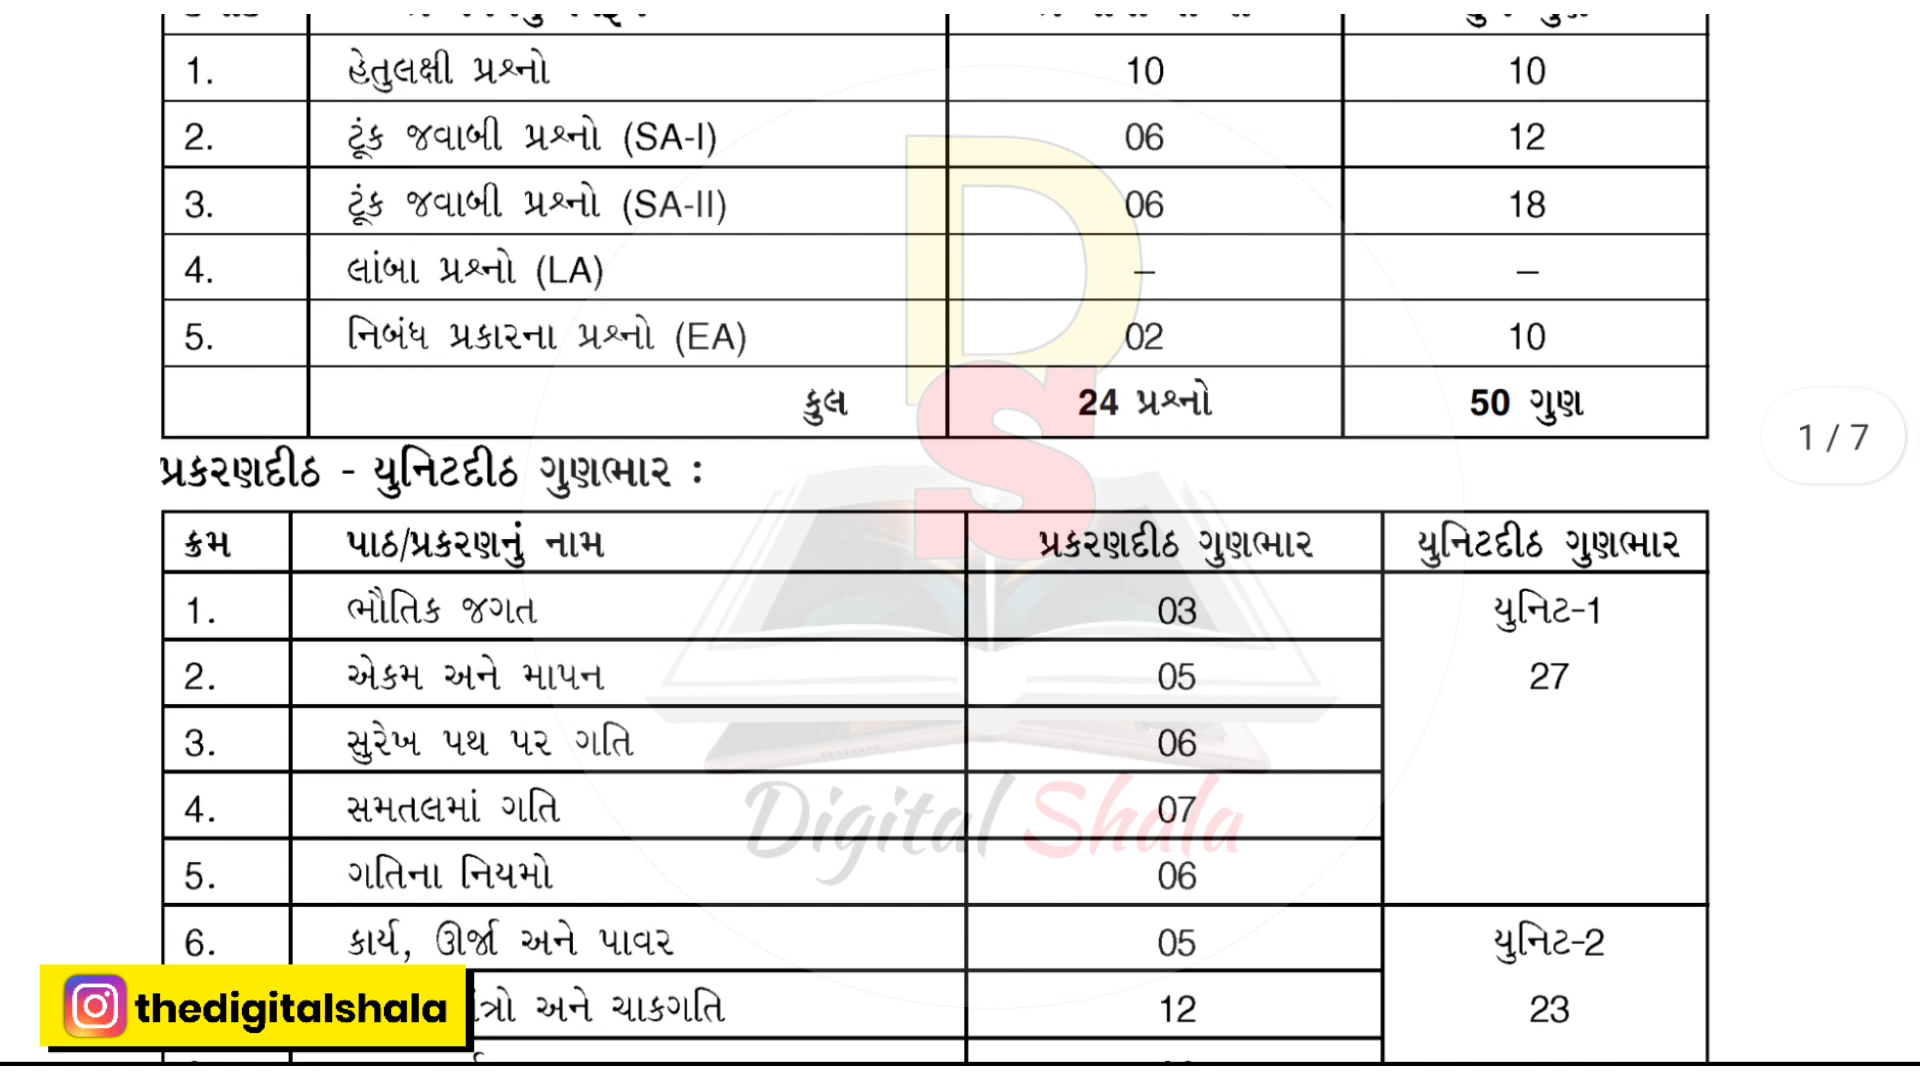 1. હેતુલક્ષી પ્રશ્નો 10 10
2. ટૂંક જવાબી પ્રશ્નો (SA-I) 06 12
3. ટૂંક જવાબી પ્રશ્નો (SA-II) 06 18
4. લાંબા પ્રશ્નો (LA) – –
5. નિબંધ પ્રકારના પ્રશ્નો (EA) 02 10
કુલ 24 પ્રશ્નો 50 ગુણ
1 / 7
પ્રકરણદીઠ - યુનિટદીઠ ગુણભાર :
ક્રમ પાઠ/પ્રકરણનું નામ પ્રકરણદીઠ ગુણભાર યુનિટદીઠ ગુણભાર
1. ભૌતિક જગત 03 યુનિટ-1
2. એકમ અને માપન 05 27
3. સુરેખ પથ પર ગતિ 06
4. સમતલમાં ગતિ 07
5. ગતિના નિયમો 06
6. કાર્ય, ઊર્જા અને પાવર 05 યુનિટ-2
અને ચાકગતિ 12 23
DS
Digital Shala
thedigitalshala